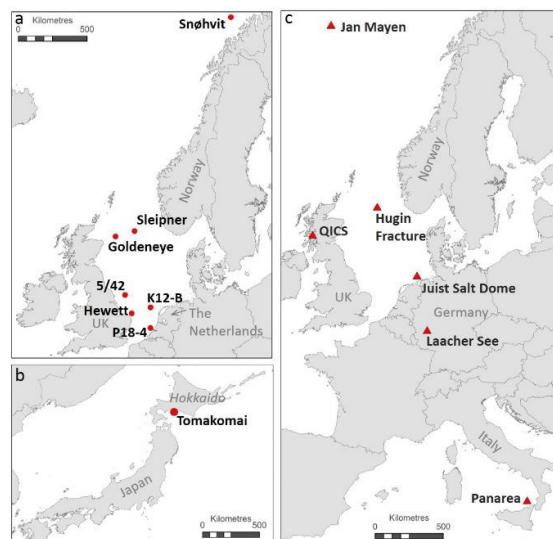 a
Snøhvit
Kilometres
0
500
Norway
Sleipner
Goldeneye
5/42
K12-B
Hewett
UK
The
Netherlands
P18-4
b
Hokkaido
Tomakomai
Japan
Kilometres
0
500
c
Jan Mayen
Norway
Hugin
Fracture
QICS
Juist Salt Dome
UK
Germany
Laacher See
Italy
Panarea
Kilometres
0
500